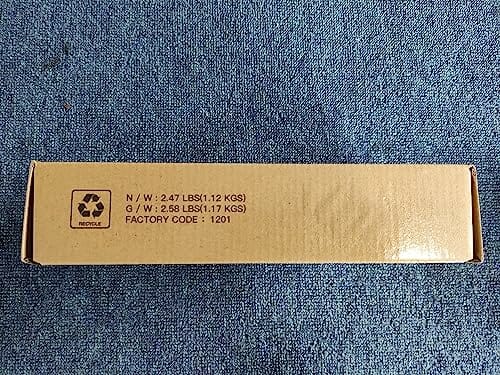 N / W : 2.47 LBS(1.12 KGS)
G / W : 2.58 LBS(1.17 KGS)
FACTORY CODE : 1201
RECYCLE